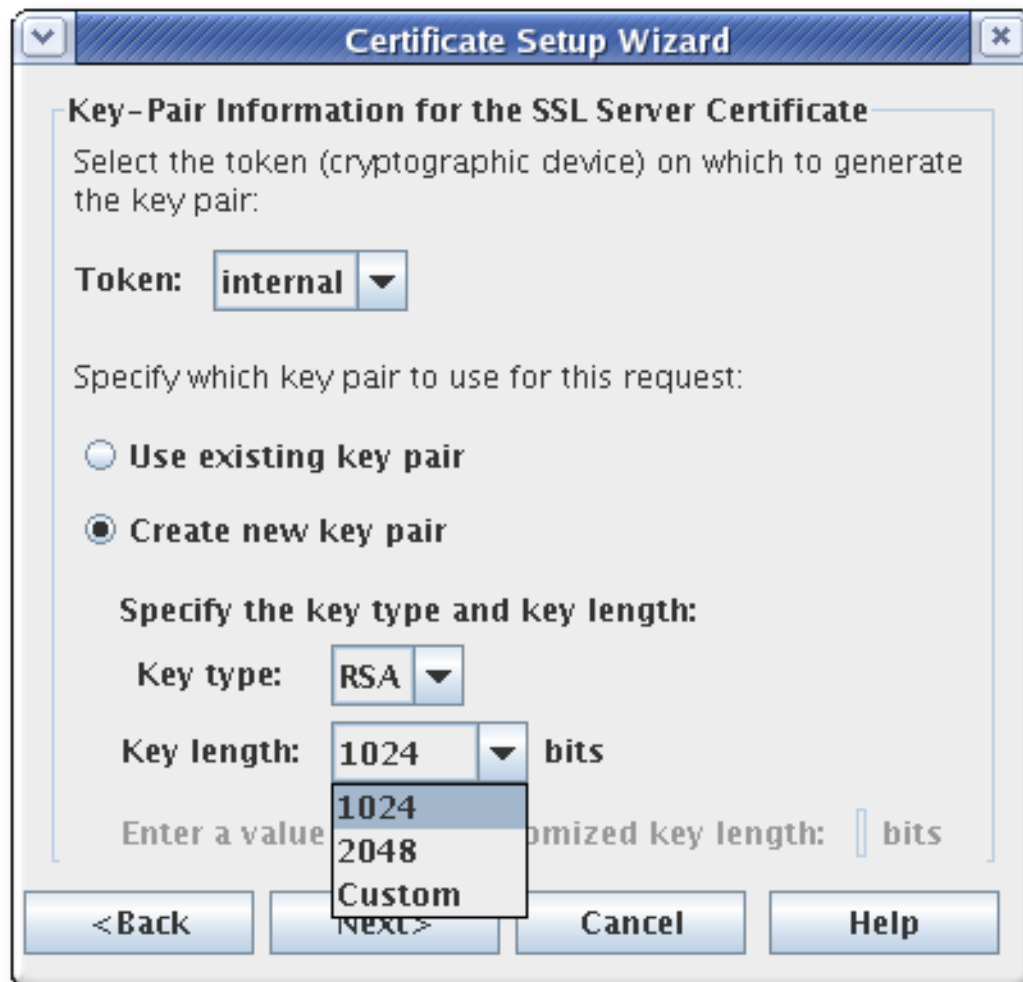 Certificate Setup Wizard
Key-Pair Information for the SSL Server Certificate
Select the token (cryptographic device) on which to generate
the key pair:
Token: internal
Specify which key pair to use for this request:
Use existing key pair
Create new key pair
Specify the key type and key length:
Key type: RSA
Key length: 1024 bits
1024
Enter a value omized key length: bits
2048
Custom
<Back Next> Cancel Help